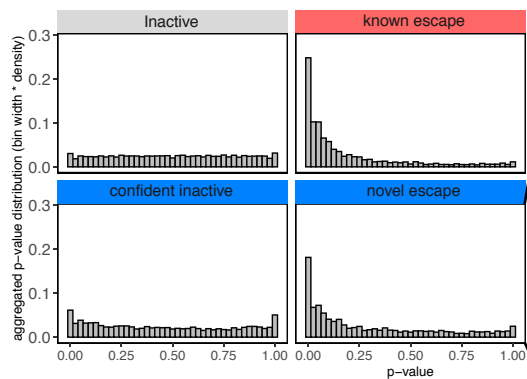 Inactive
known escape
0.3
0.2
0.1
0.0
confident inactive
novel escape
0.3
0.2
0.1
0.0
0.00 0.25 0.50 0.75 1.00
0.00 0.25 0.50 0.75 1.00
p−value
aggregated p−value distribution (bin width * density)